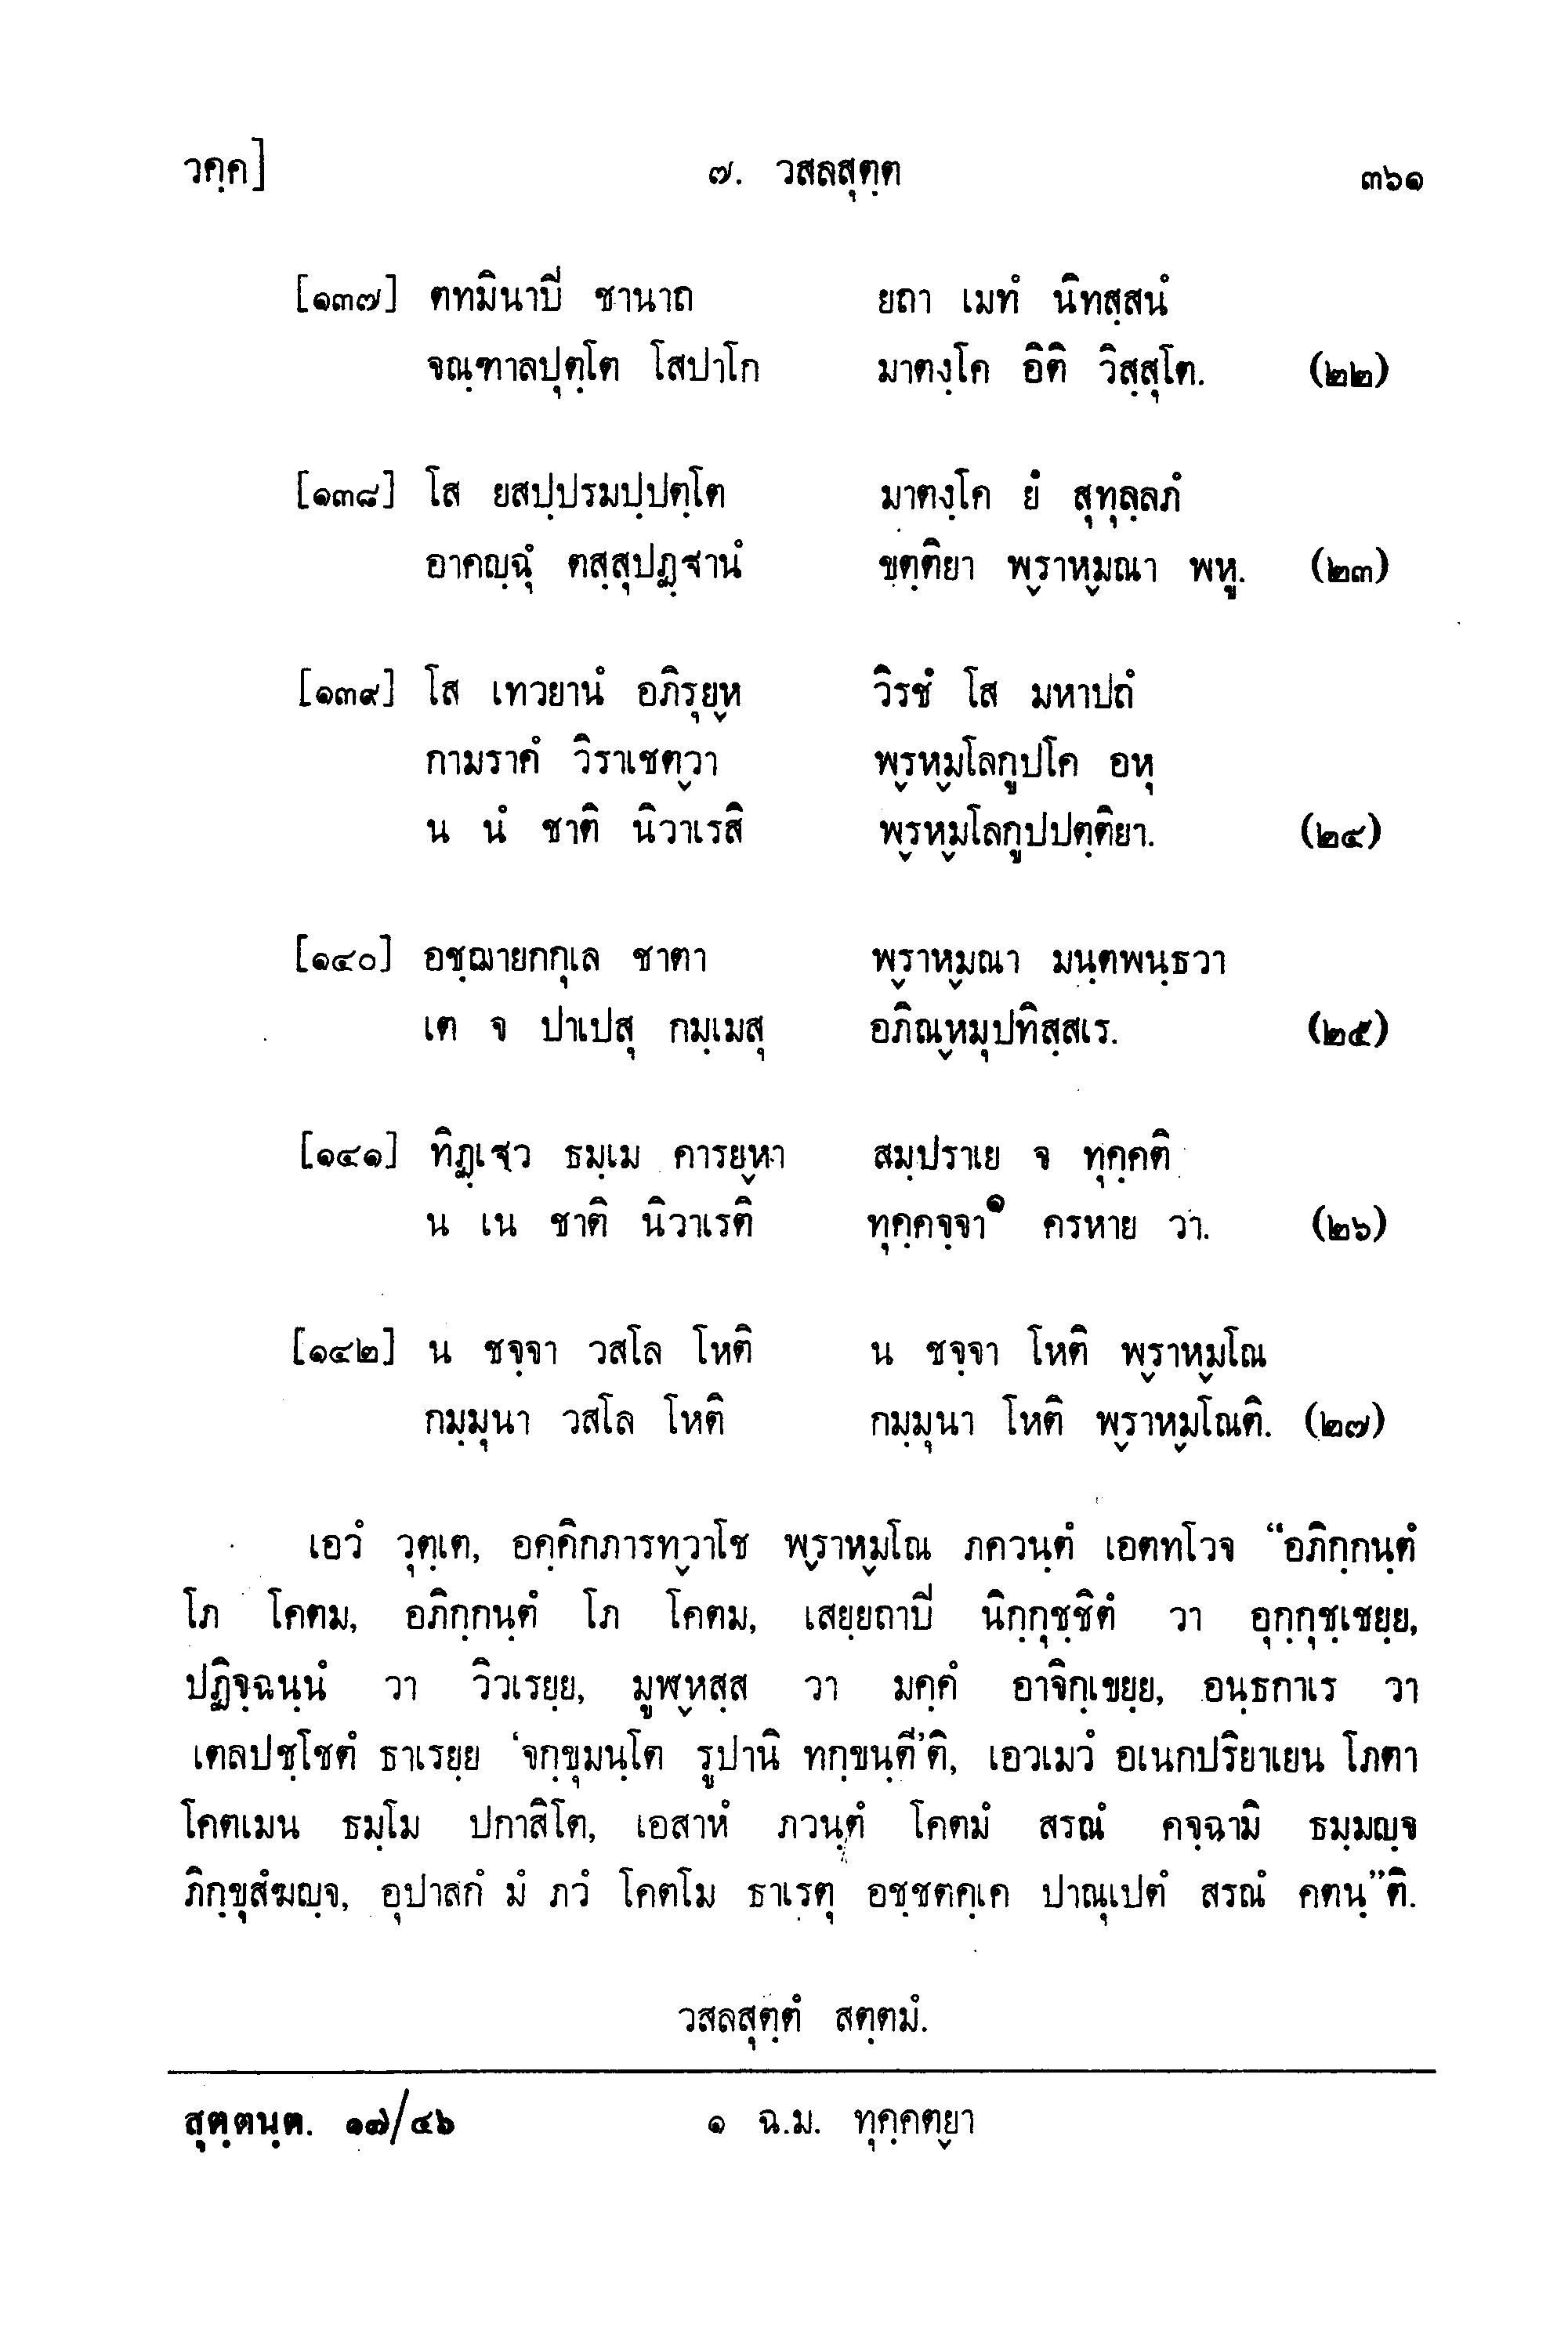 วคฺค] ๗. วสลสุตฺต ๓๖๑
[๑๓๗] ตทมินาปิ ชานาถ ยถา เมทํ นิทสฺสนํ
จณฺฑาลปุตฺโต โสปาโก มาตงฺโค อิติ วิสฺสุโต. (๒๒)
[๑๓๘] โส ยสปฺปรมปฺปตฺโต มาตงฺโค ยํ สุทุลฺลภํ
อาคญฺฉุํ ตสฺสุปฏฺฐานํ ขตฺติยา พฺราหฺมณา พหู. (๒๓)
[๑๓๙] โส เทวยานํ อภิรุยฺห วิรชํ โส มหาปถํ
กามราคํ วิราเชตฺวา พฺรหฺมโลกูปโค อหุ
น นํ ชาติ นิวาเรสิ พฺรหฺมโลกูปปตฺติยา. (๒๔)
[๑๔๐] อชฺฌายกกุเล ชาตา พฺราหฺมณา มนฺตพนฺธวา
เต จ ปาเปสุ กมฺเมสุ อภิณฺหมุปทิสฺสเร. (๒๕)
[๑๔๑] ทิฏฺเฐว ธมฺเม คารยฺหา สมฺปราเย จ ทุคฺคติ
น เน ชาติ นิวาเรติ ทุคฺคจฺจา๑ ครหาย วา. (๒๖)
[๑๔๒] น ชจฺจา วสโล โหติ น ชจฺจา โหติ พฺราหฺมโณ
กมฺมุนา วสโล โหติ กมฺมุนา โหติ พฺราหฺมโณติ. (๒๗)
เอวํ วุตฺเต, อคฺคิกภารทฺวาโช พฺราหฺมโณ ภควนฺตํ เอตทโวจ “อภิกฺกนฺตํ
โภ โคตม, อภิกฺกนฺตํ โภ โคตม, เสยฺยถาปิ นิกฺกุชฺชิตํ วา อุกฺกุชฺเชยฺย,
ปฏิจฺฉนฺนํ วา วิวเรยฺย, มูฬฺหสฺส วา มคฺคํ อาจิกฺเขยฺย, อนฺธกาเร วา
เตลปชฺโชตํ ธาเรยฺย ‘จกฺขุมนฺโต รูปานิ ทกฺขนฺตี’ติ, เอวเมวํ อเนกปริยาเยน โภตา
โคตเมน ธมฺโม ปกาสิโต, เอสาหํ ภวนฺตํ โคตมํ สรณํ คจฺฉามิ ธมฺมญฺจ
ภิกฺขุสํฆญฺจ, อุปาสกํ มํ ภวํ โคตโม ธาเรตุ อชฺชตคฺเค ปาณุเปตํ สรณํ คตนฺ”ติ.
วสลสุตฺตํ สตฺตมํ.
สุตฺตนฺต. ๑๗/๔๖ ๑ ฉ.ม. ทุคฺคตฺยา